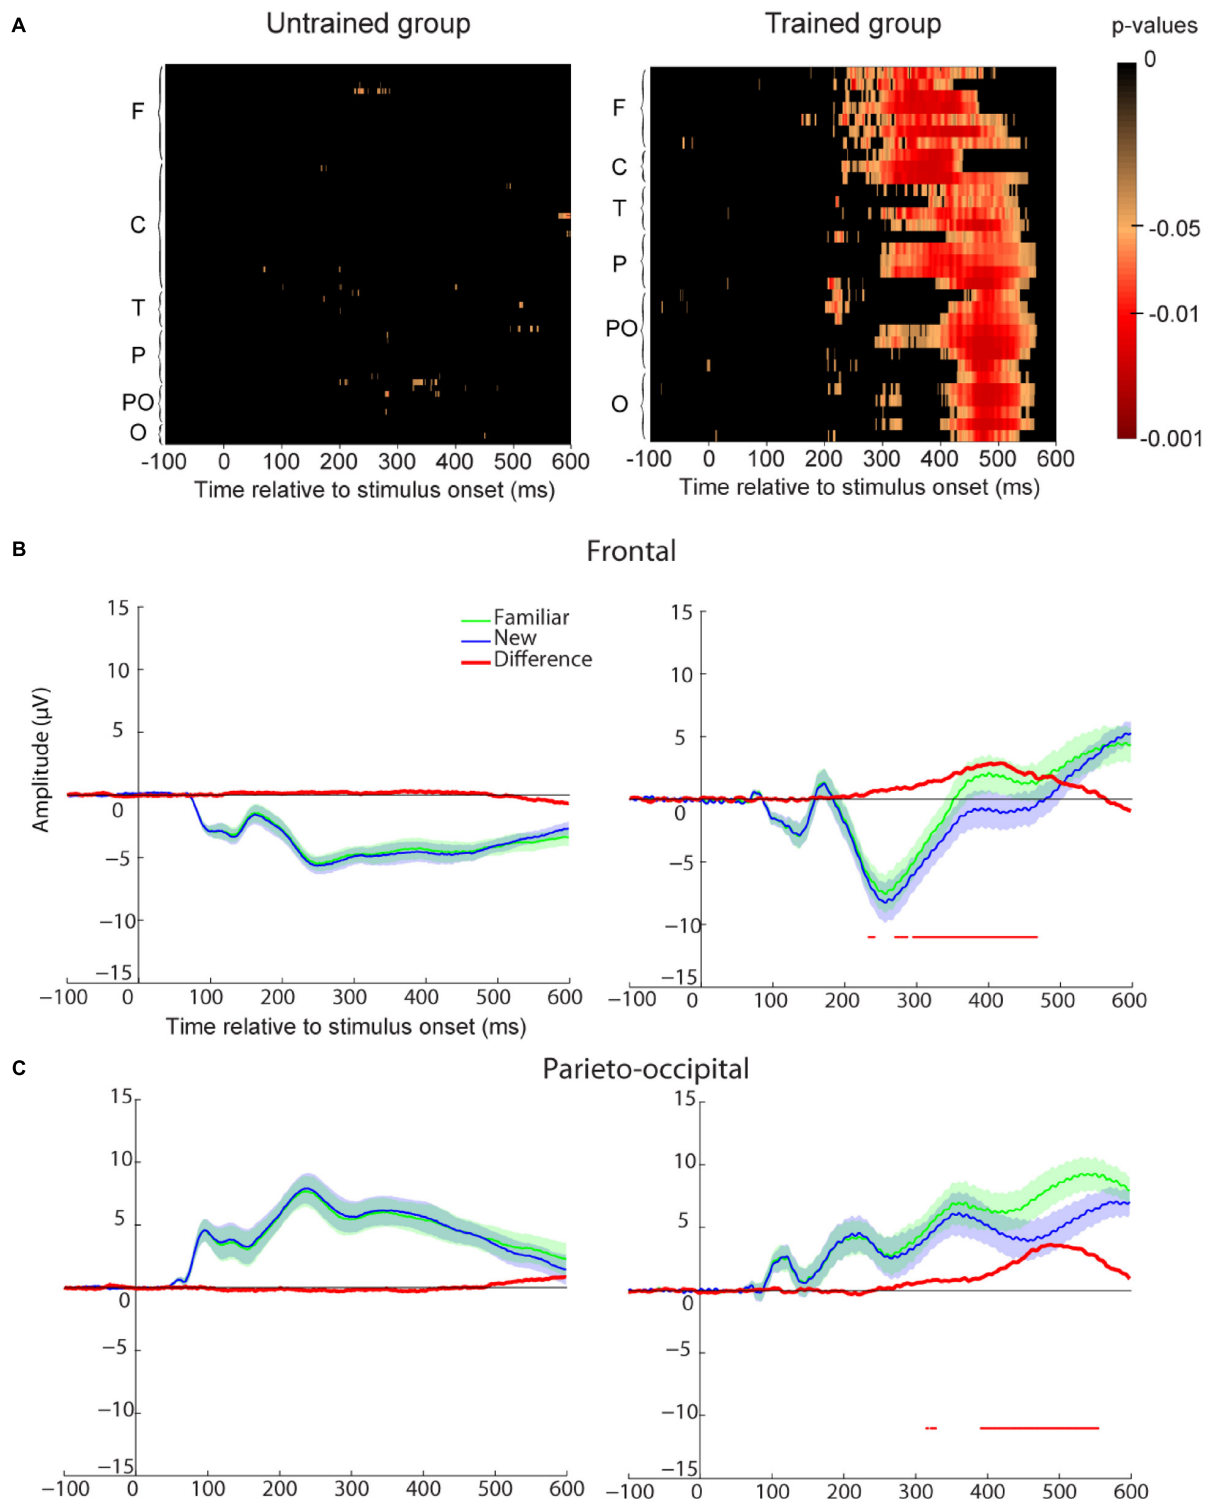 A
Untrained group
Trained group
p-values
F
C
T
P
PO
O
-100 0 100 200 300 400 500 600
Time relative to stimulus onset (ms)
F
C
T
P
PO
O
-100 0 100 200 300 400 500 600
Time relative to stimulus onset (ms)
0
-0.05
-0.01
-0.001
B
Frontal
Amplitude (μV)
15
10
5
0
−5
−10
−15
−100 0 100 200 300 400 500 600
Time relative to stimulus onset (ms)
Familiar
New
Difference
15
10
5
0
−5
−10
−15
−100 0 100 200 300 400 500 600
C
Parieto-occipital
15
10
5
0
−5
−10
−15
−100 0 100 200 300 400 500 600
15
10
5
0
−5
−10
−15
−100 0 100 200 300 400 500 600